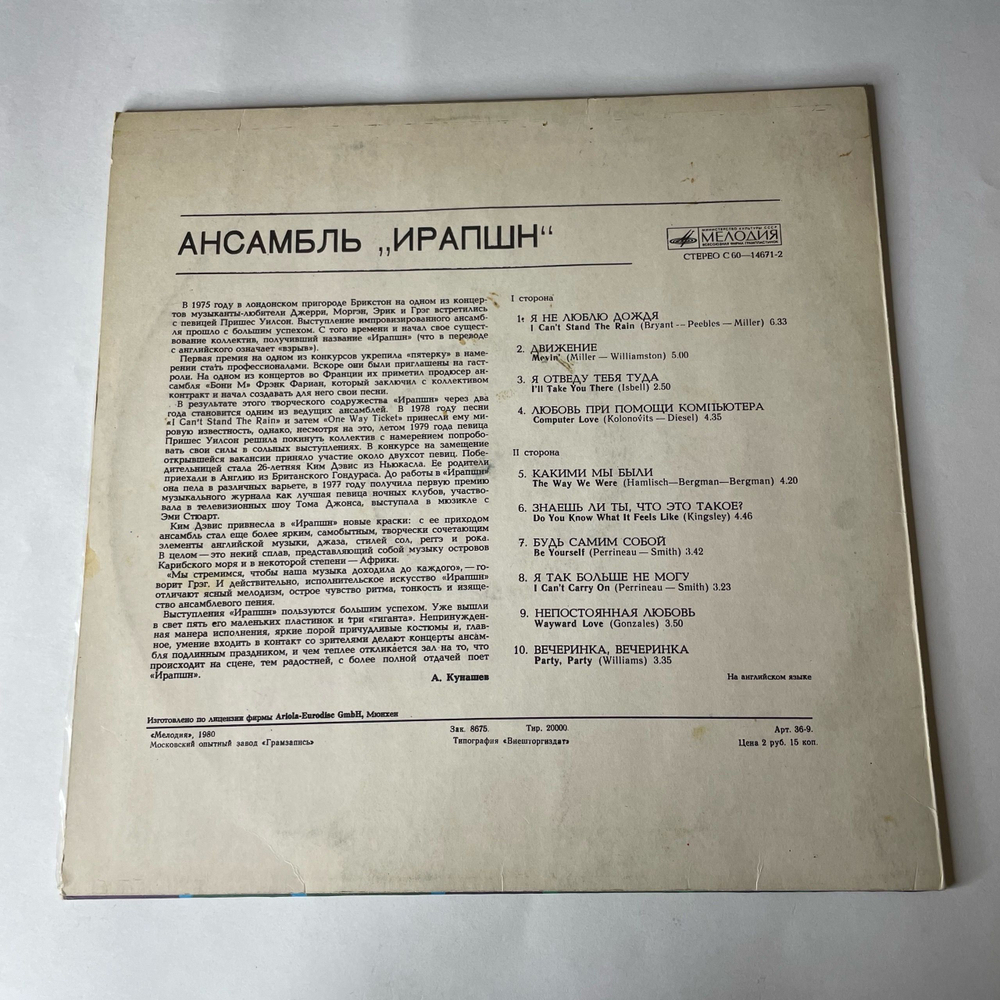 АНСАМБЛЬ „ИРАПШН“
МИНИСТЕРСТВО КУЛЬТУРЫ СССР
МЕЛОДИЯ
ВСЕСОЮЗНАЯ ФИРМА ГРАМПЛАСТИНОК
СТЕРЕО С 60—14671-2
В 1975 году в лондонском пригороде Брикстон на одном из концер-
тов музыканты-любители Джерри, Моргэн, Эрик и Грэг встретились
с певицей Пришес Уилсон. Выступление импровизированного ансамб-
ля прошло с большим успехом. С того времени и начал свое сущест-
вование коллектив, получивший название «Ирапшн» (что в переводе
с английского означает «взрыв»).
Первая премия на одном из конкурсов укрепила «пятерку» в наме-
рении стать профессионалами. Вскоре они были приглашены на гаст-
роли. На одном из концертов во Франции их приметил продюсер ан-
самбля «Бони М» Фрэнк Фариан, который заключил с коллективом
контракт и начал создавать для него свои песни.
В результате этого творческого содружества «Ирапшн» через два
года становится одним из ведущих ансамблей. В 1978 году песни
«I Can't Stand The Rain» и затем «One Way Ticket» принесли ему ми-
ровую известность, однако, несмотря на это, летом 1979 года певица
Пришес Уилсон решила покинуть коллектив с намерением попробо-
вать свои силы в сольных выступлениях. В конкурсе на замещение
открывшейся вакансии приняло участие около двухсот певиц. Побе-
дительницей стала 26-летняя Ким Дэвис из Ньюкасла. Ее родители
приехали в Англию из Британского Гондураса. До работы в «Ирапшн»
она пела в различных варьете, в 1977 году получила первую премию
музыкального журнала как лучшая певица ночных клубов, участво-
вала в телевизионных шоу Тома Джонса, выступала в мюзикле с
Эми Стюарт.
Ким Дэвис привнесла в «Ирапшн» новые краски: с ее приходом
ансамбль стал еще более ярким, самобытным, творчески сочетающим
элементы английской музыки, джаза, стилей сол, реггэ и рока.
В целом — это некий сплав, представляющий собой музыку островов
Карибского моря и в некоторой степени — Африки.
«Мы стремимся, чтобы наша музыка доходила до каждого», — го-
ворит Грэг. И действительно, исполнительское искусство «Ирапшн»
отличают ясный мелодизм, острое чувство ритма, тонкость и изяще-
ство ансамблевого пения.
Выступления «Ирапшн» пользуются большим успехом. Уже вышли
в свет пять его маленьких пластинок и три «гиганта». Непринужден-
ная манера исполнения, яркие порой причудливые костюмы и, глав-
ное, умение входить в контакт со зрителями делают концерты ансам-
бля подлинным праздником, и чем теплее откликается зал на то, что
происходит на сцене, тем радостней, с более полной отдачей поет
«Ирапшн».
А. Кунашев
I сторона
1. Я НЕ ЛЮБЛЮ ДОЖДЯ
I Can't Stand The Rain (Bryant — Peebles — Miller) 6.33
2. ДВИЖЕНИЕ
Movin' (Miller — Williamston) 5.00
3. Я ОТВЕДУ ТЕБЯ ТУДА
I'll Take You There (Isbell) 2.50
4. ЛЮБОВЬ ПРИ ПОМОЩИ КОМПЬЮТЕРА
Computer Love (Kolonovits — Diesel) 4.35
II сторона
5. КАКИМИ МЫ БЫЛИ
The Way We Were (Hamlisch—Bergman—Bergman) 4.20
6. ЗНАЕШЬ ЛИ ТЫ, ЧТО ЭТО ТАКОЕ?
Do You Know What It Feels Like (Kingsley) 4.46
7. БУДЬ САМИМ СОБОЙ
Be Yourself (Perrineau — Smith) 3.42
8. Я ТАК БОЛЬШЕ НЕ МОГУ
I Can't Carry On (Perrineau — Smith) 3.23
9. НЕПОСТОЯННАЯ ЛЮБОВЬ
Wayward Love (Gonzales) 3.50
10. ВЕЧЕРИНКА, ВЕЧЕРИНКА
Party, Party (Williams) 3.35
На английском языке
Изготовлено по лицензии фирмы Ariola-Eurodisc GmbH, Мюнхен
«Мелодия», 1980 Зак. 8675. Тир. 20000. Арт. 36-9.
Московский опытный завод «Грамзапись» Типография «Внешторгиздат» Цена 2 руб. 15 коп.